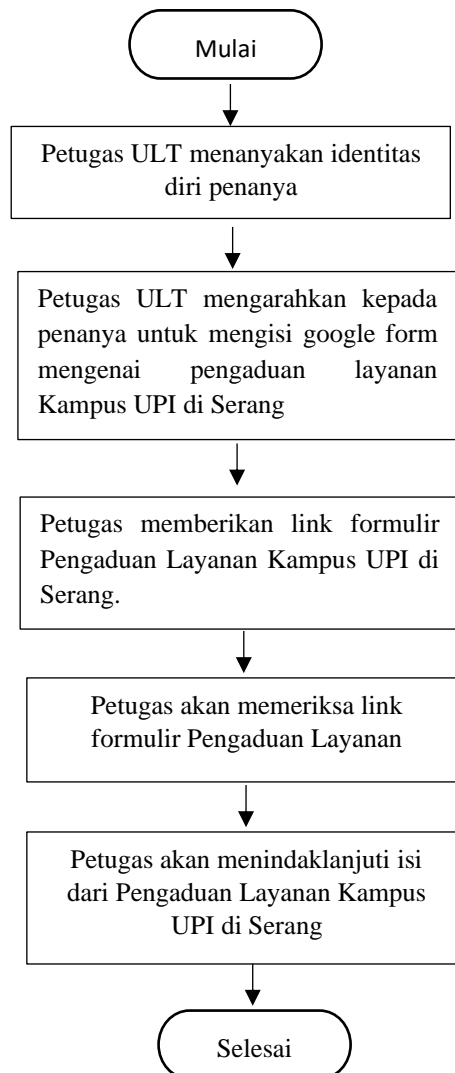 Mulai
Petugas ULT menanyakan identitas
diri penanya
Petugas ULT mengarahkan kepada
penanya untuk mengisi google form
mengenai pengaduan layanan
Kampus UPI di Serang
Petugas memberikan link formulir
Pengaduan Layanan Kampus UPI di
Serang.
Petugas akan memeriksa link
formulir Pengaduan Layanan
Petugas akan menindaklanjuti isi
dari Pengaduan Layanan Kampus
UPI di Serang
Selesai